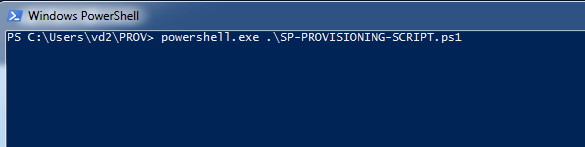 Windows PowerShell
PS C:\Users\vd2\PROV> powershell.exe .\SP-PROVISIONING-SCRIPT.ps1